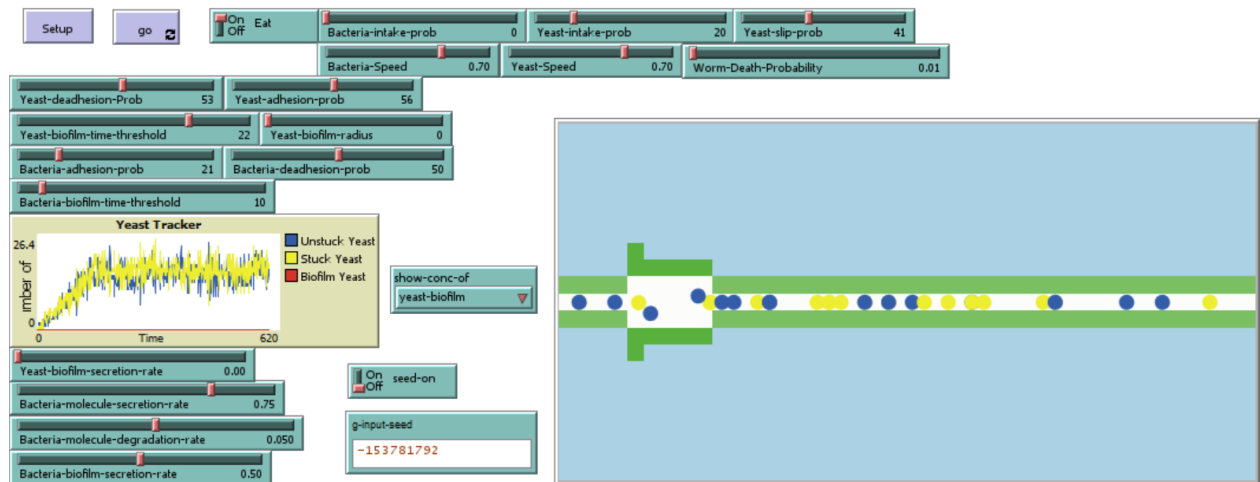 Setup
go
On
Off
Eat
Bacteria-intake-prob 0
Yeast-intake-prob 20
Yeast-slip-prob 41
Bacteria-Speed 0.70
Yeast-Speed 0.70
Worm-Death-Probability 0.01
Yeast-deadhesion-Prob 53
Yeast-adhesion-prob 56
Yeast-biofilm-time-threshold 22
Yeast-biofilm-radius 0
Bacteria-adhesion-prob 21
Bacteria-deadhesion-prob 50
Bacteria-biofilm-time-threshold 10
Yeast Tracker
26.4
mber of
0
0 Time 620
Unstuck Yeast
Stuck Yeast
Biofilm Yeast
show-conc-of
yeast-biofilm
Yeast-biofilm-secretion-rate 0.00
Bacteria-molecule-secretion-rate 0.75
Bacteria-molecule-degradation-rate 0.050
Bacteria-biofilm-secretion-rate 0.50
On
Off
seed-on
g-input-seed
-153781792